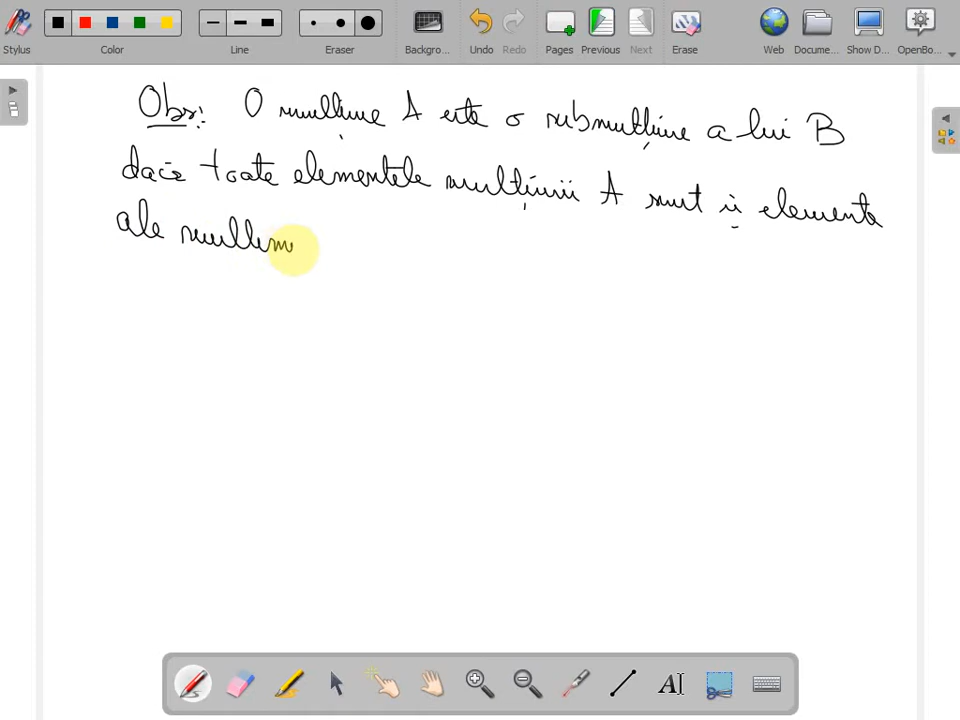 Stylus
Color
Line
Eraser
Backgro...
Undo
Redo
Pages
Previous
Next
Erase
Web
Docume...
Show D...
OpenBo...
Obs: O mulțime A este o submulțime a lui B
dacă toate elementele mulțimii A sunt și elemente
ale mullim
A